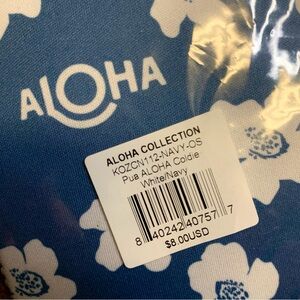 ALOHA
ALOHA COLLECTION
KOZCN112-NAVY-OS
Pua ALOHA Coldie
White/Navy
8 40242 40757 7
$8.00USD